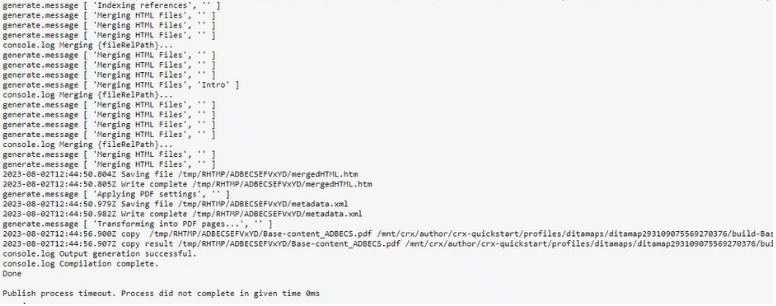 generate.message [ 'Indexing references', '' ]
generate.message [ 'Merging HTML Files', '' ]
generate.message [ 'Merging HTML Files', '' ]
generate.message [ 'Merging HTML Files', '' ]
console.log Merging {fileRelPath}...
generate.message [ 'Merging HTML Files', '' ]
generate.message [ 'Merging HTML Files', '' ]
generate.message [ 'Merging HTML Files', '' ]
generate.message [ 'Merging HTML Files', 'Intro' ]
console.log Merging {fileRelPath}...
generate.message [ 'Merging HTML Files', '' ]
generate.message [ 'Merging HTML Files', '' ]
generate.message [ 'Merging HTML Files', '' ]
generate.message [ 'Merging HTML Files', '' ]
console.log Merging {fileRelPath}...
generate.message [ 'Merging HTML Files', '' ]
generate.message [ 'Merging HTML Files', '' ]
2023-08-02T12:44:50.804Z Saving file /tmp/RHTMP/ADBECSEFVxYD/mergedHTML.htm
2023-08-02T12:44:50.805Z Write complete /tmp/RHTMP/ADBECSEFVxYD/mergedHTML.htm
generate.message [ 'Applying PDF settings', '' ]
2023-08-02T12:44:50.979Z Saving file /tmp/RHTMP/ADBECSEFVxYD/metadata.xml
2023-08-02T12:44:50.982Z Write complete /tmp/RHTMP/ADBECSEFVxYD/metadata.xml
generate.message [ 'Transforming into PDF pages...', '' ]
2023-08-02T12:44:56.900Z copy  /tmp/RHTMP/ADBECSEFVxYD/Base-content_ADBECS.pdf /mnt/crx/author/crx-quickstart/profiles/ditamaps/ditamap293109075569270376/build-Bas
2023-08-02T12:44:56.907Z copy result /tmp/RHTMP/ADBECSEFVxYD/Base-content_ADBECS.pdf /mnt/crx/author/crx-quickstart/profiles/ditamaps/ditamap293109075569270376/bui
console.log Output generation successful.
console.log Compilation complete.
Done
Publish process timeout. Process did not complete in given time 0ms